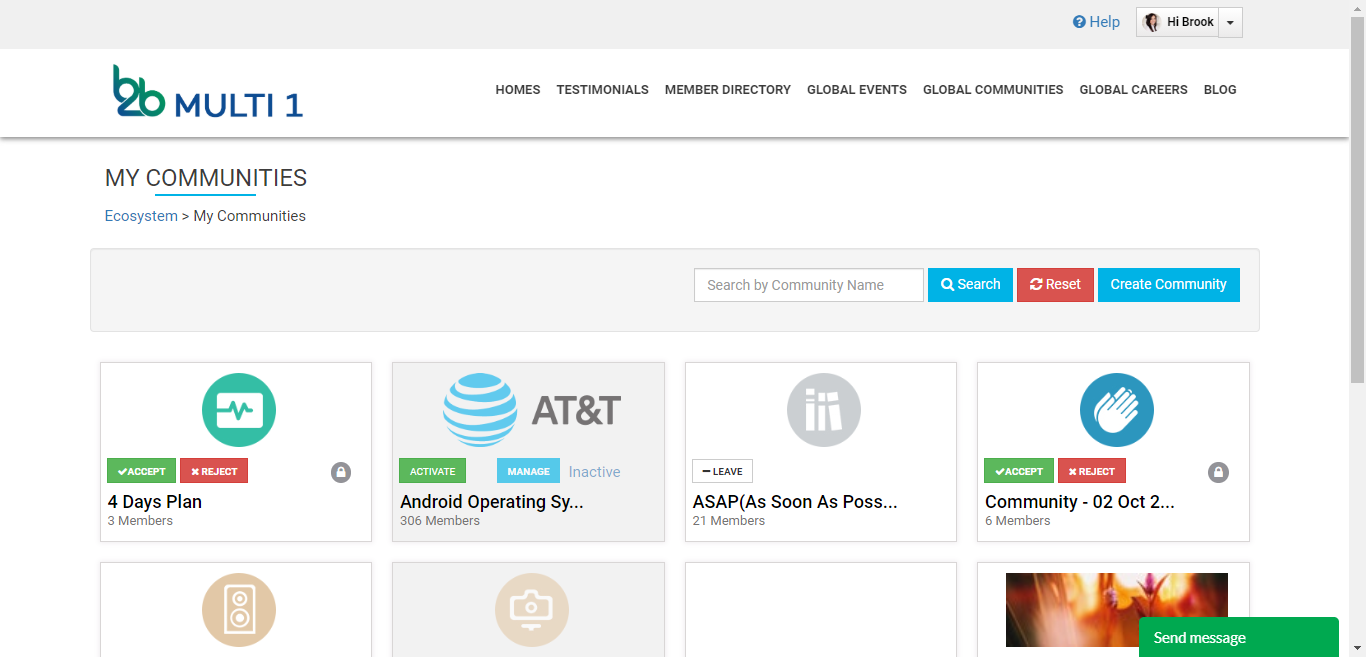 Help
Hi Brook
b2b MULTI 1
HOMES TESTIMONIALS MEMBER DIRECTORY GLOBAL EVENTS GLOBAL COMMUNITIES GLOBAL CAREERS BLOG
MY COMMUNITIES
Ecosystem > My Communities
Search by Community Name Search Reset Create Community
ACCEPT REJECT
4 Days Plan
3 Members
AT&T
ACTIVATE MANAGE Inactive
Android Operating Sy...
306 Members
LEAVE
ASAP(As Soon As Poss...
21 Members
ACCEPT REJECT
Community - 02 Oct 2...
6 Members
Send message